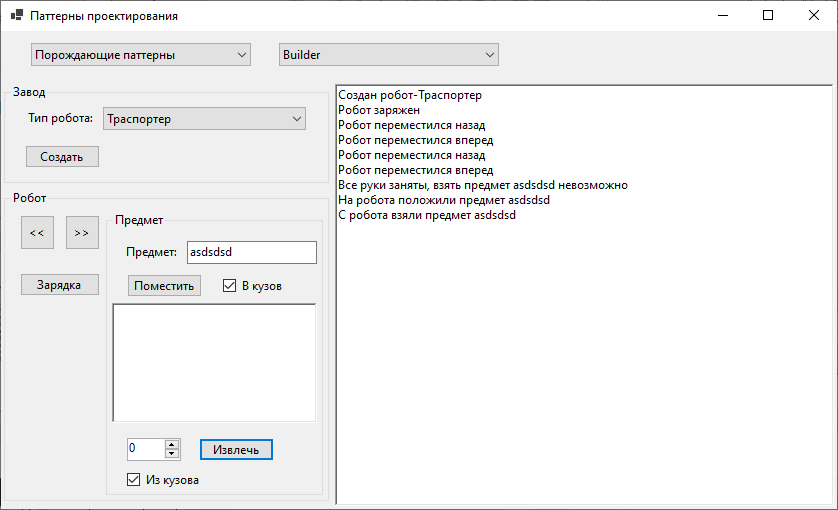 Паттерны проектирования
Порождающие паттерны
Builder
Завод
Тип робота:
Траспортер
Создать
Робот
<<
>>
Зарядка
Предмет
Предмет:
asdsdsd
Поместить
В кузов
0
Извлечь
Из кузова
Создан робот-Траспортер
Робот заряжен
Робот переместился назад
Робот переместился вперед
Робот переместился назад
Робот переместился вперед
Все руки заняты, взять предмет asdsdsd невозможно
На робота положили предмет asdsdsd
С робота взяли предмет asdsdsd